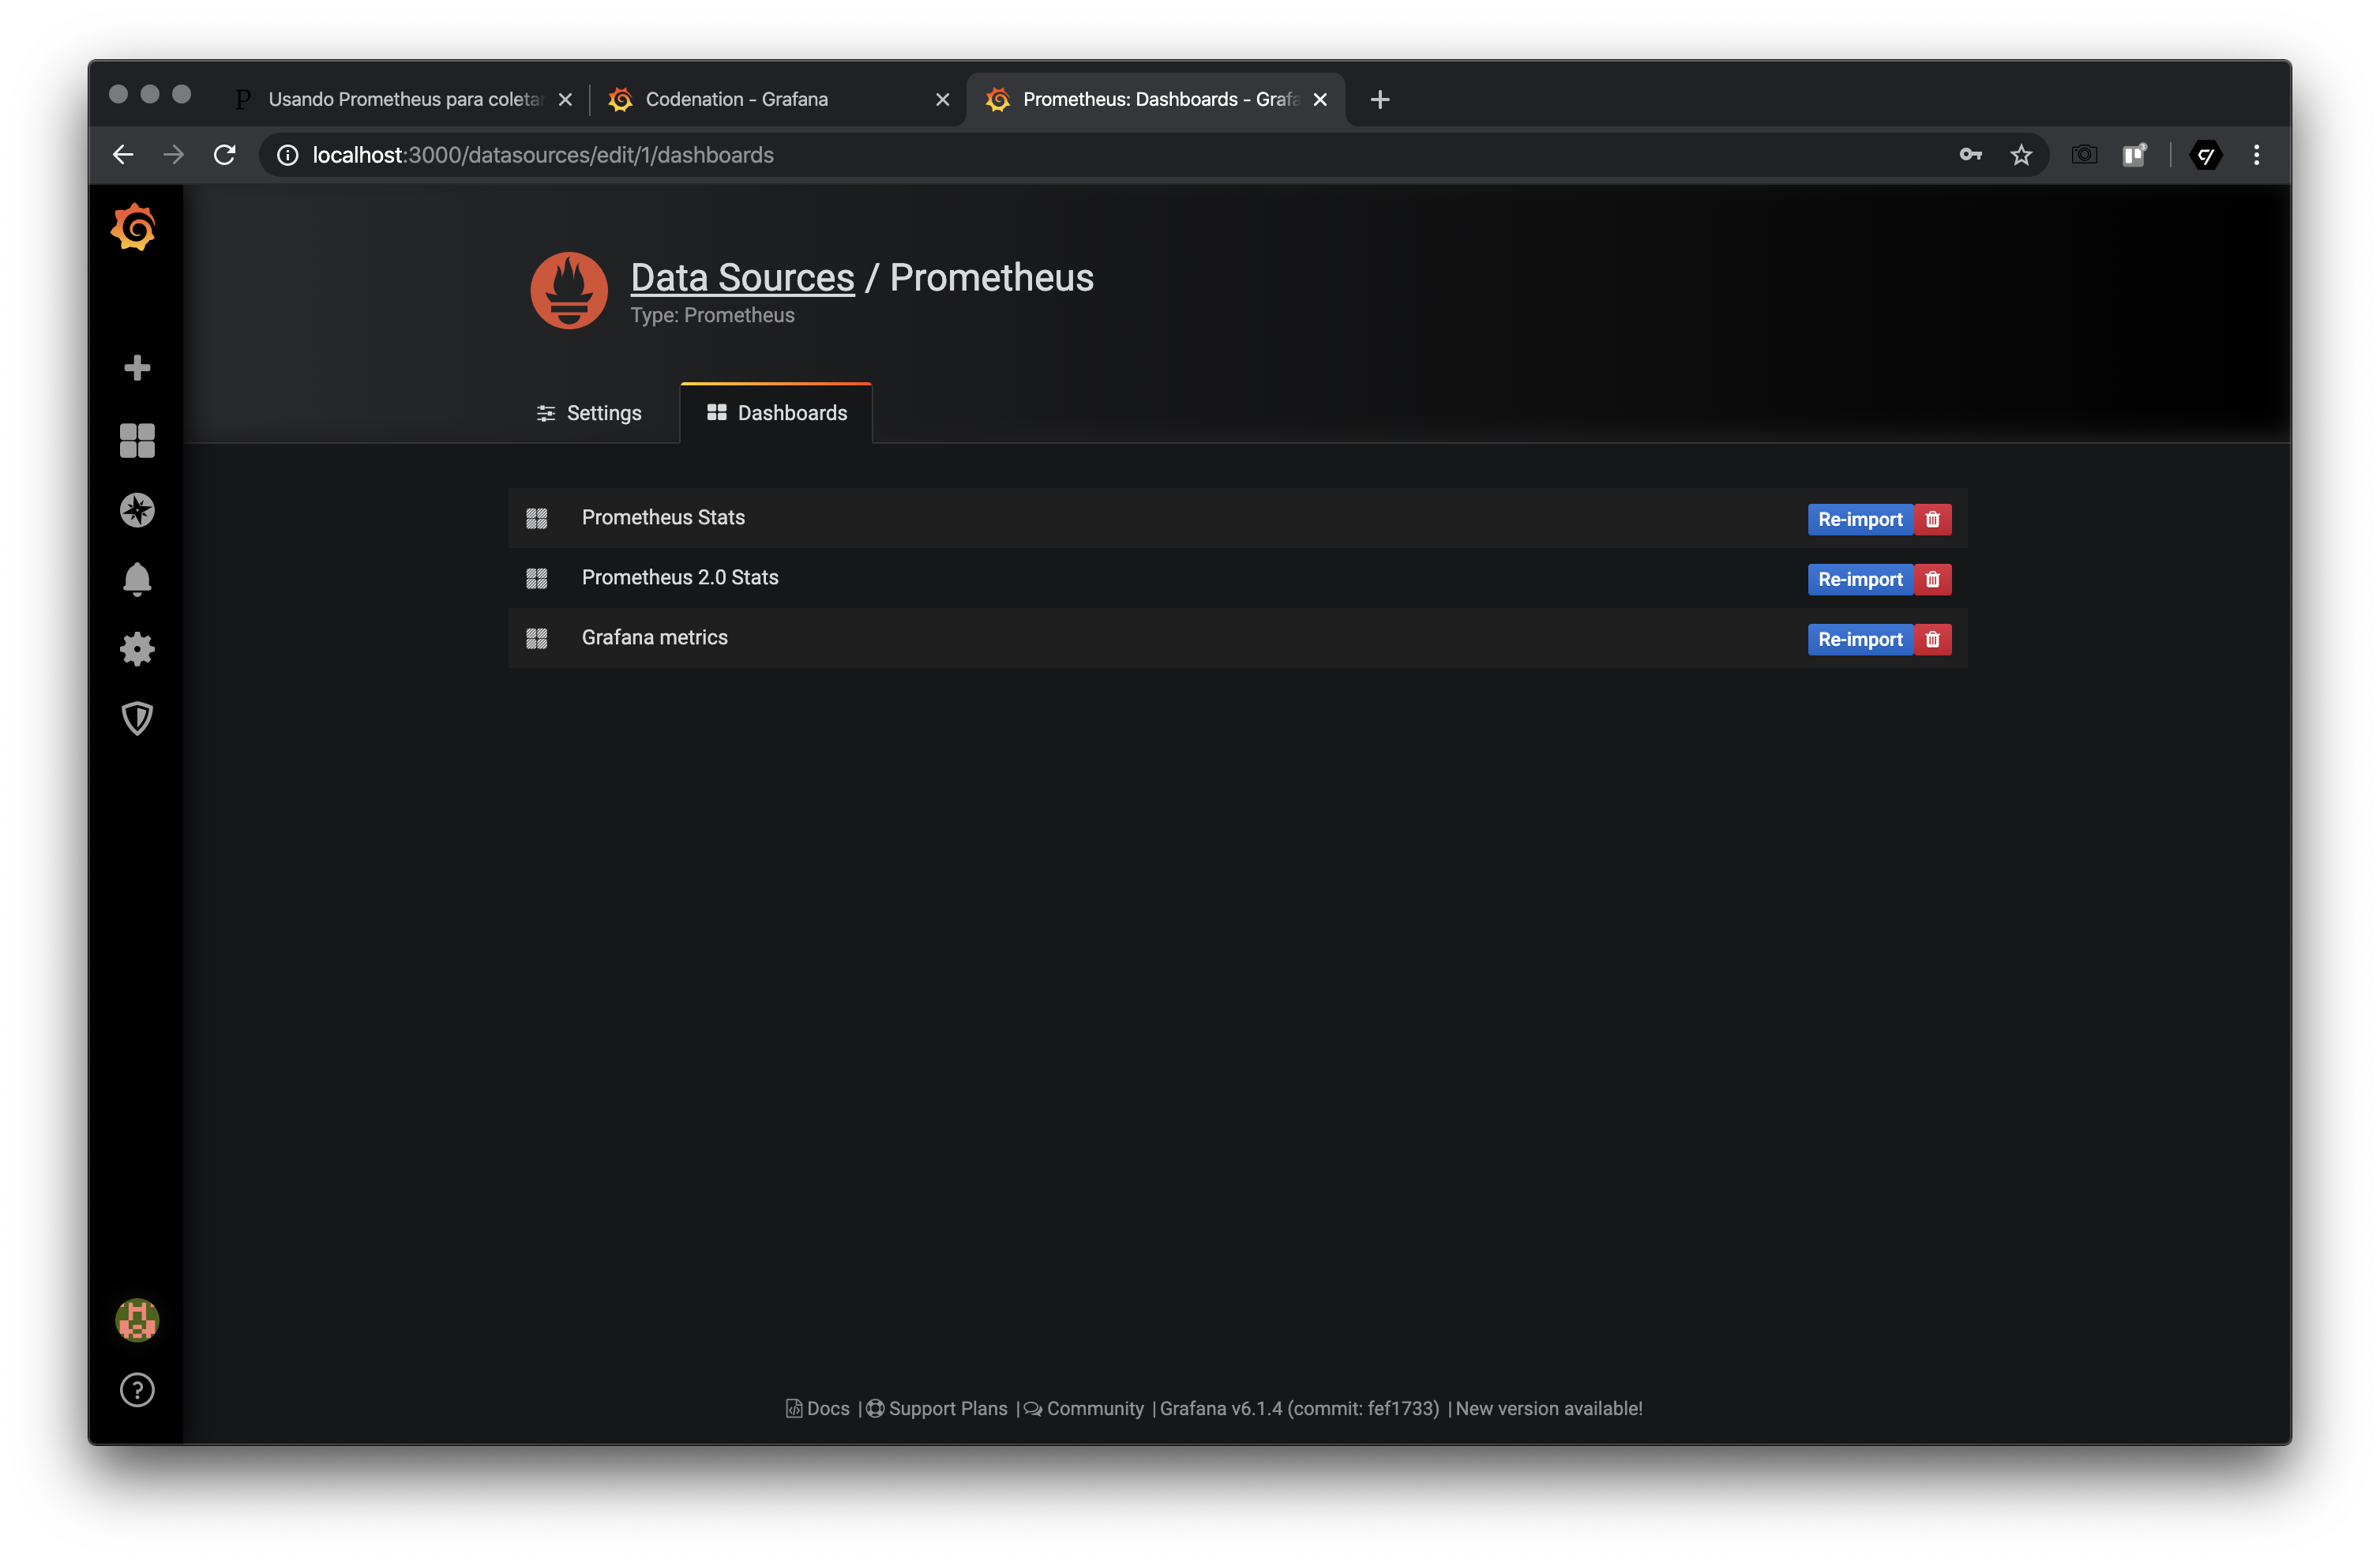 P Usando Prometheus para coletar
Codenation - Grafana
Prometheus: Dashboards - Grafa
localhost:3000/datasources/edit/1/dashboards
Data Sources / Prometheus
Type: Prometheus
Settings
Dashboards
Prometheus Stats
Re-import
Prometheus 2.0 Stats
Re-import
Grafana metrics
Re-import
Docs | Support Plans | Community | Grafana v6.1.4 (commit: fef1733) | New version available!